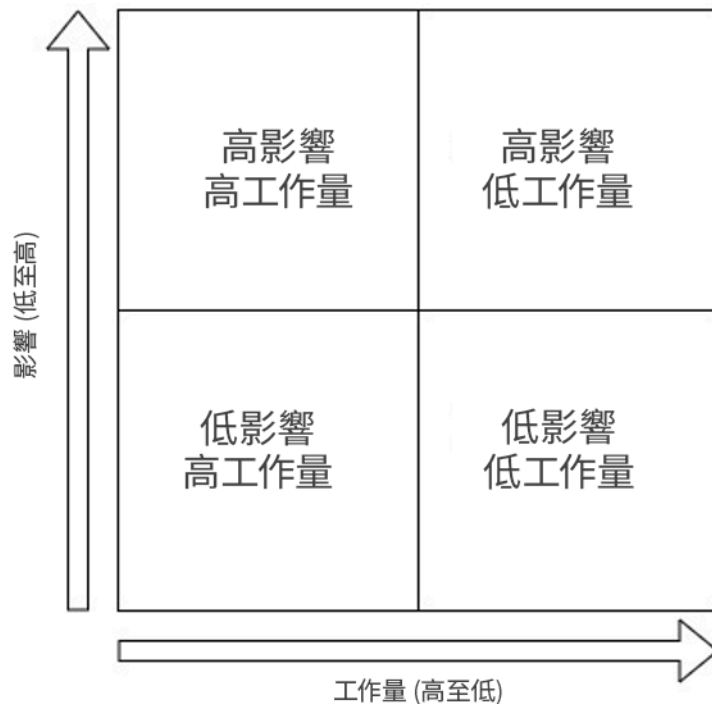 高影響
高工作量
高影響
低工作量
影響 (低至高)
低影響
高工作量
低影響
低工作量
工作量 (高至低)